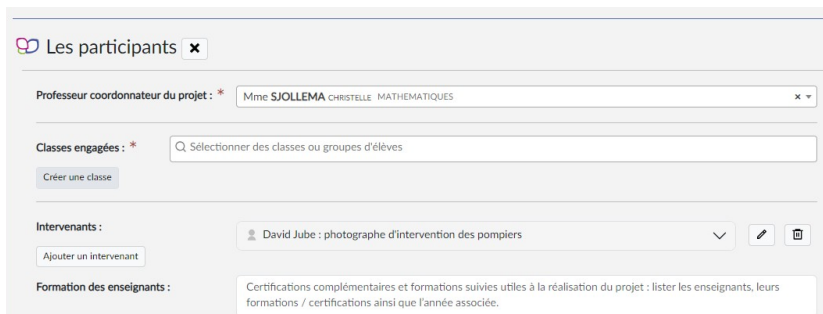 Les participants
Professeur coordonnateur du projet : * Mme SJOLLEMA CHRISTELLE MATHEMATIQUES
Classes engagées : * Sélectionner des classes ou groupes d'élèves
Créer une classe
Intervenants :
David Jube : photographe d'intervention des pompiers
Ajouter un intervenant
Formation des enseignants : Certifications complémentaires et formations suivies utiles à la réalisation du projet : lister les enseignants, leurs
formations / certifications ainsi que l'année associée.